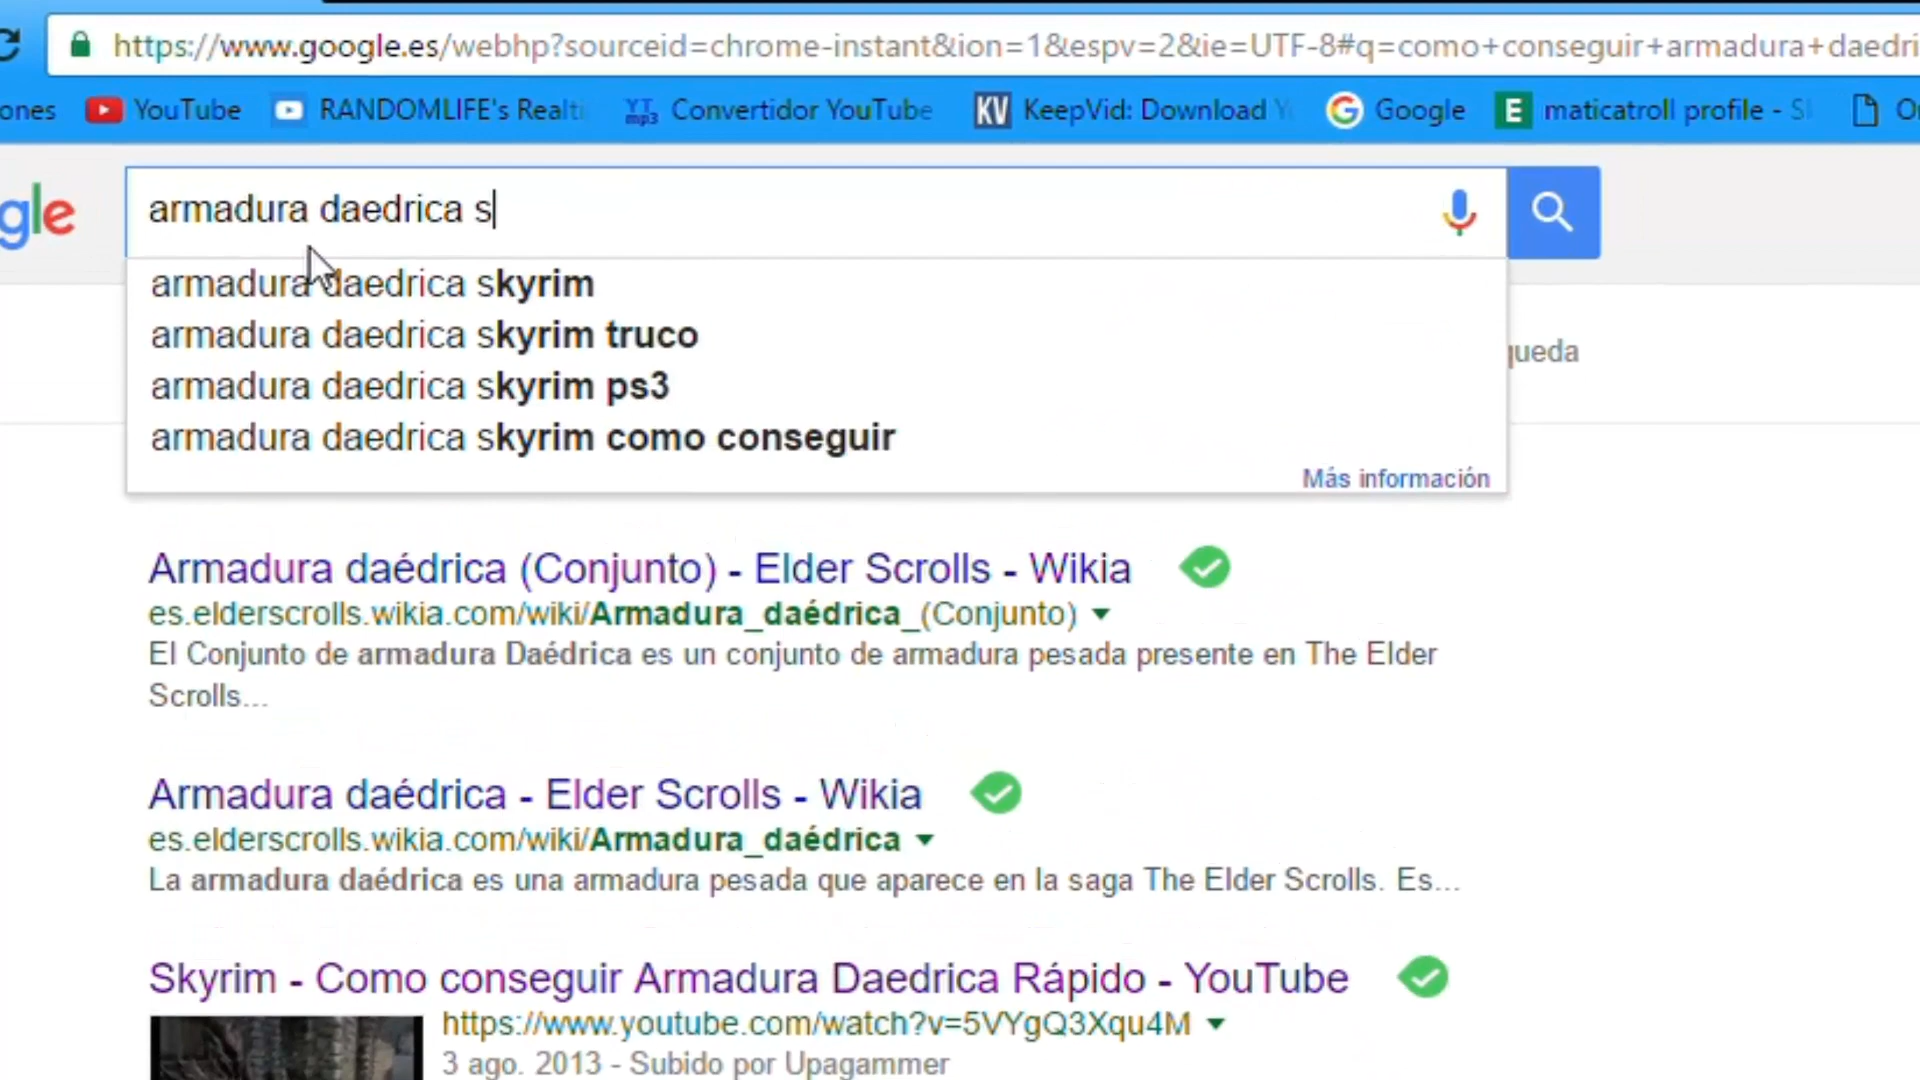 https://www.google.es/webhp?sourceid=chrome-instant&ion=1&espv=2&ie=UTF-8#q=como+conseguir+armadura+daedri
ones YouTube RANDOMLIFE's Realti YT mp3 Convertidor YouTube KV KeepVid: Download Y G Google E maticatroll profile - S
gle armadura daedrica s
armadura daedrica skyrim
armadura daedrica skyrim truco
queda
armadura daedrica skyrim ps3
armadura daedrica skyrim como conseguir
Más información
Armadura daédrica (Conjunto) - Elder Scrolls - Wikia
es.elderscrolls.wikia.com/wiki/Armadura_daédrica_(Conjunto)
El Conjunto de armadura Daédrica es un conjunto de armadura pesada presente en The Elder
Scrolls...
Armadura daédrica - Elder Scrolls - Wikia
es.elderscrolls.wikia.com/wiki/Armadura_daédrica
La armadura daédrica es una armadura pesada que aparece en la saga The Elder Scrolls. Es...
Skyrim - Como conseguir Armadura Daedrica Rápido - YouTube
https://www.youtube.com/watch?v=5VYgQ3Xqu4M
3 ago. 2013 - Subido por Upagammer